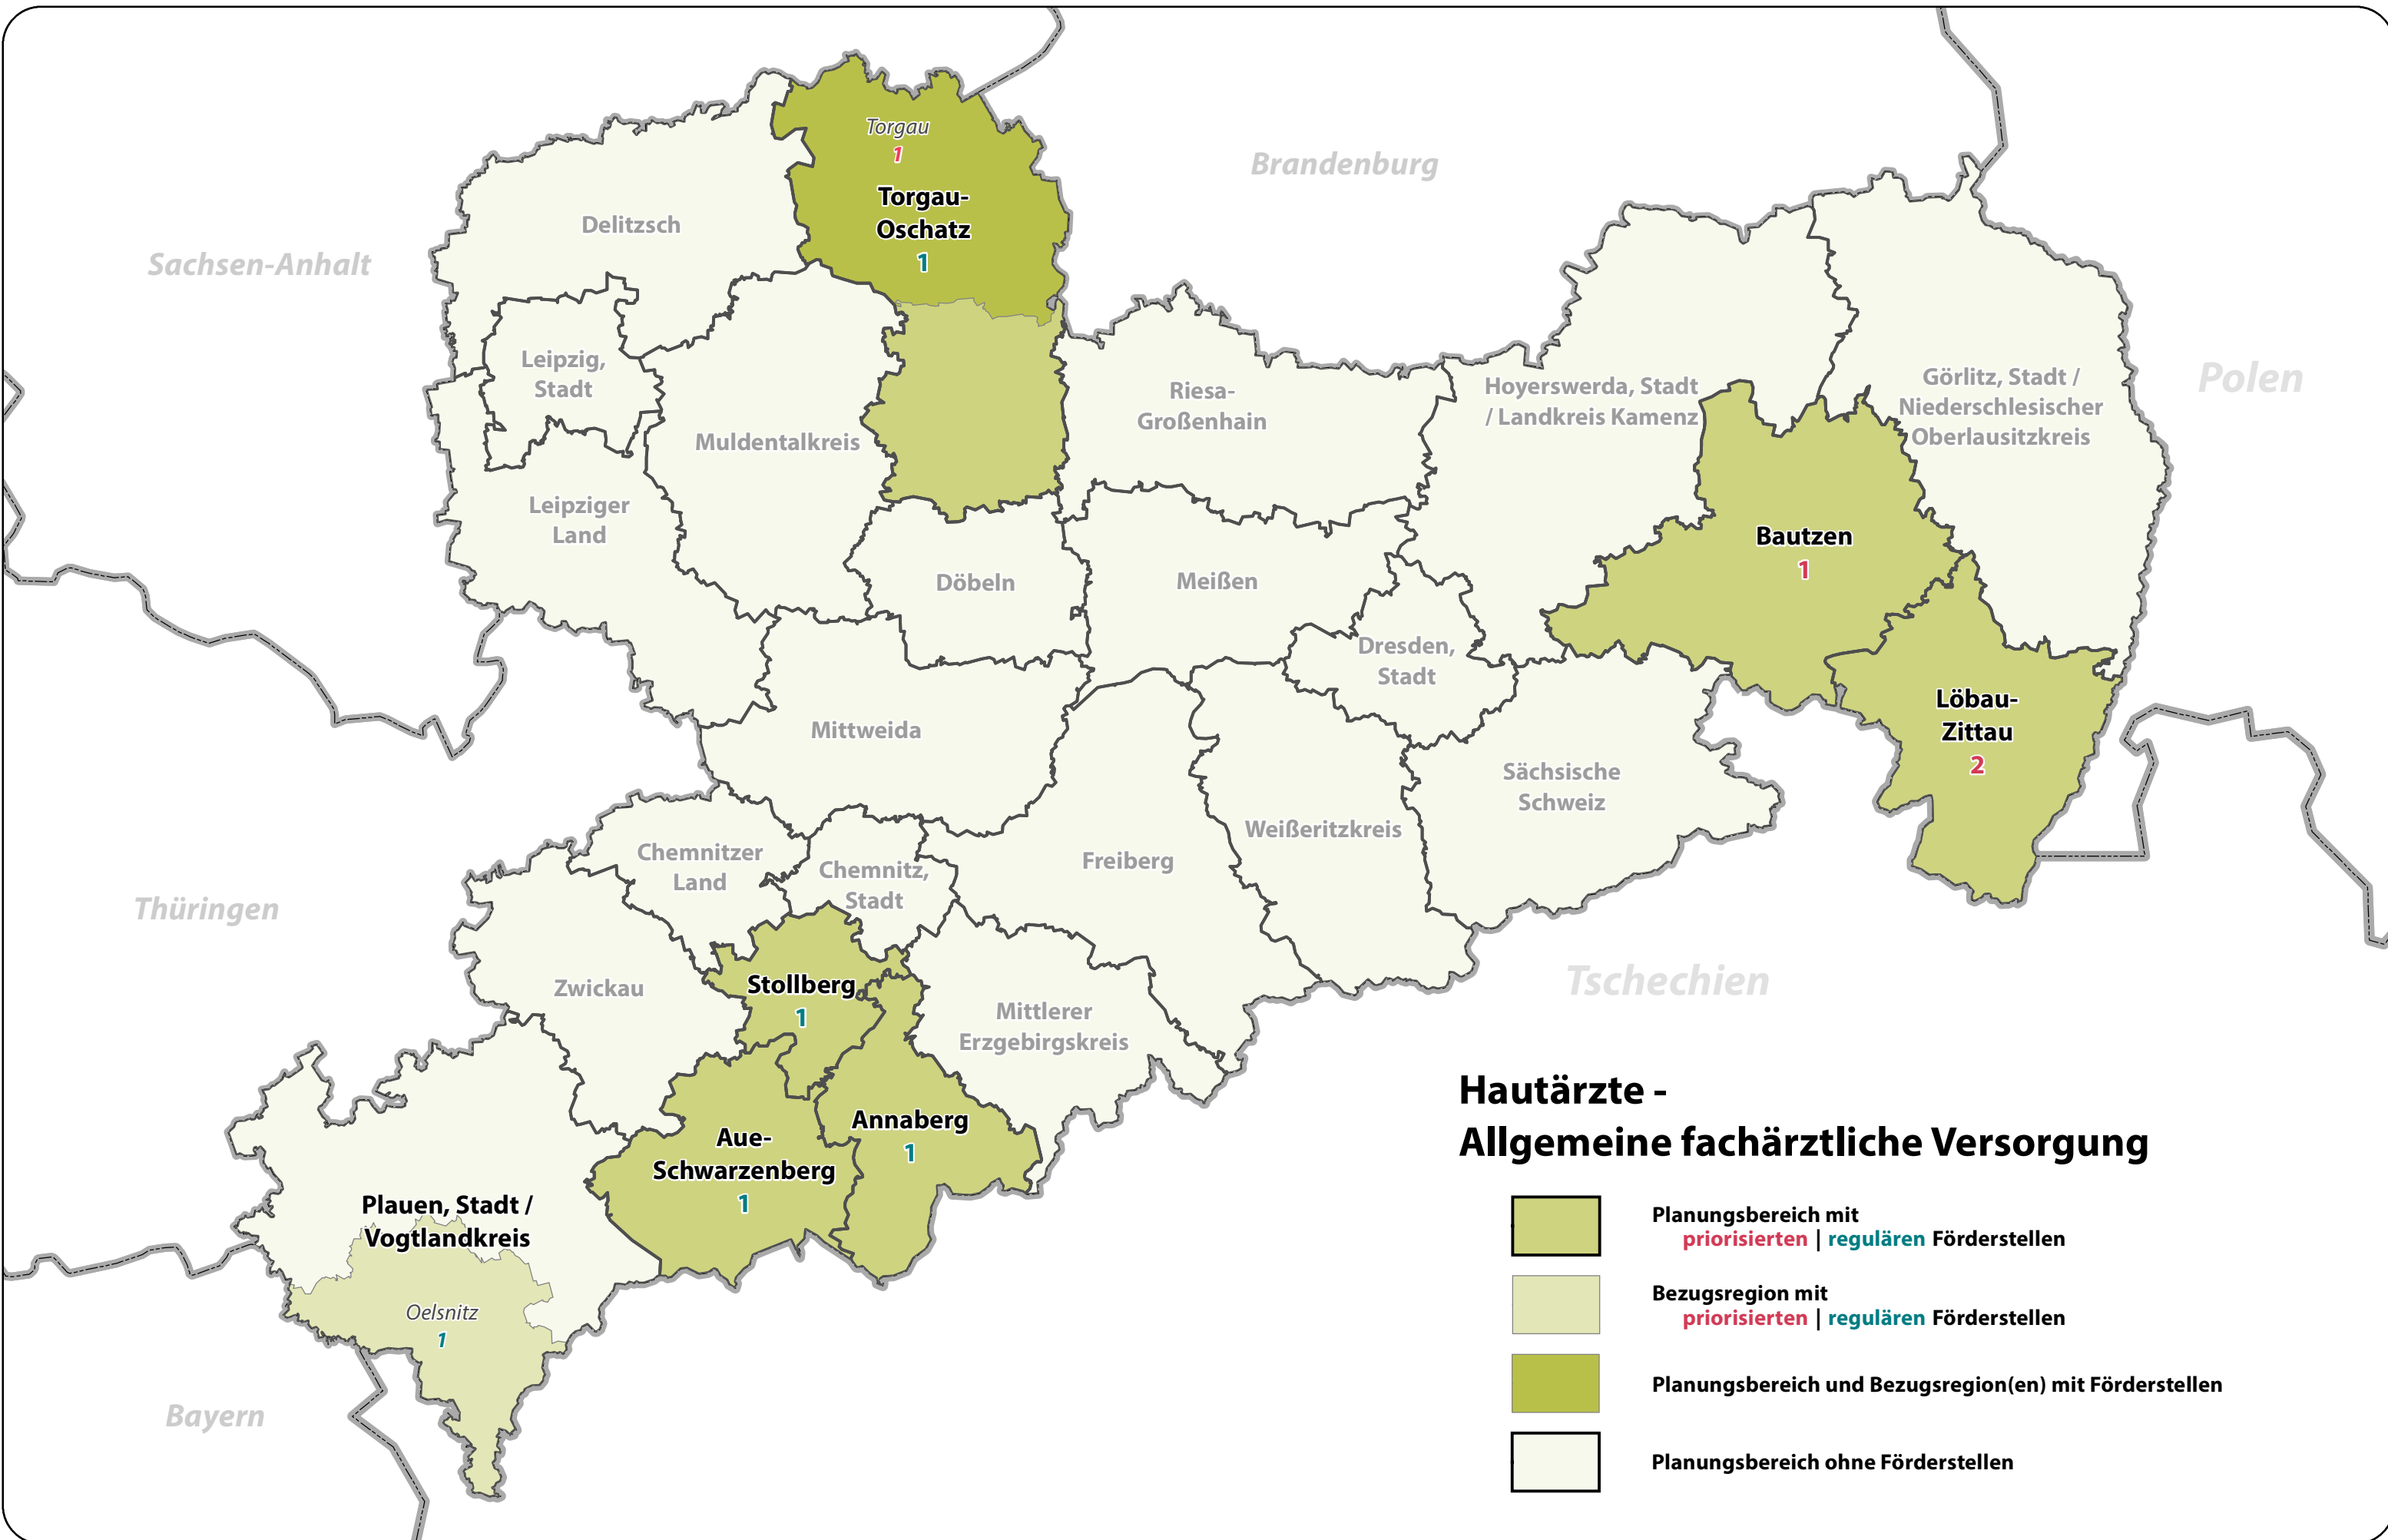 Torgau
1
Torgau-
Oschatz
1
Brandenburg
Delitzsch
Sachsen-Anhalt
Leipzig,
Stadt
Riesa-
Großenhain
Hoyerswerda, Stadt
/ Landkreis Kamenz
Görlitz, Stadt /
Niederschlesischer
Oberlausitzkreis
Polen
Muldentalkreis
Leipziger
Land
Bautzen
1
Döbeln
Meißen
Dresden,
Stadt
Löbau-
Zittau
2
Mittweida
Sächsische
Schweiz
Weißeritzkreis
Chemnitzer
Land
Chemnitz,
Stadt
Freiberg
Thüringen
Zwickau
Stollberg
1
Tschechien
Mittlerer
Erzgebirgskreis
Annaberg
1
Aue-
Schwarzenberg
1
Plauen, Stadt /
Vogtlandkreis
Oelsnitz
1
Bayern
Hautärzte -
Allgemeine fachärztliche Versorgung
Planungsbereich mit
priorisierten | regulären Förderstellen
Bezugsregion mit
priorisierten | regulären Förderstellen
Planungsbereich und Bezugsregion(en) mit Förderstellen
Planungsbereich ohne Förderstellen